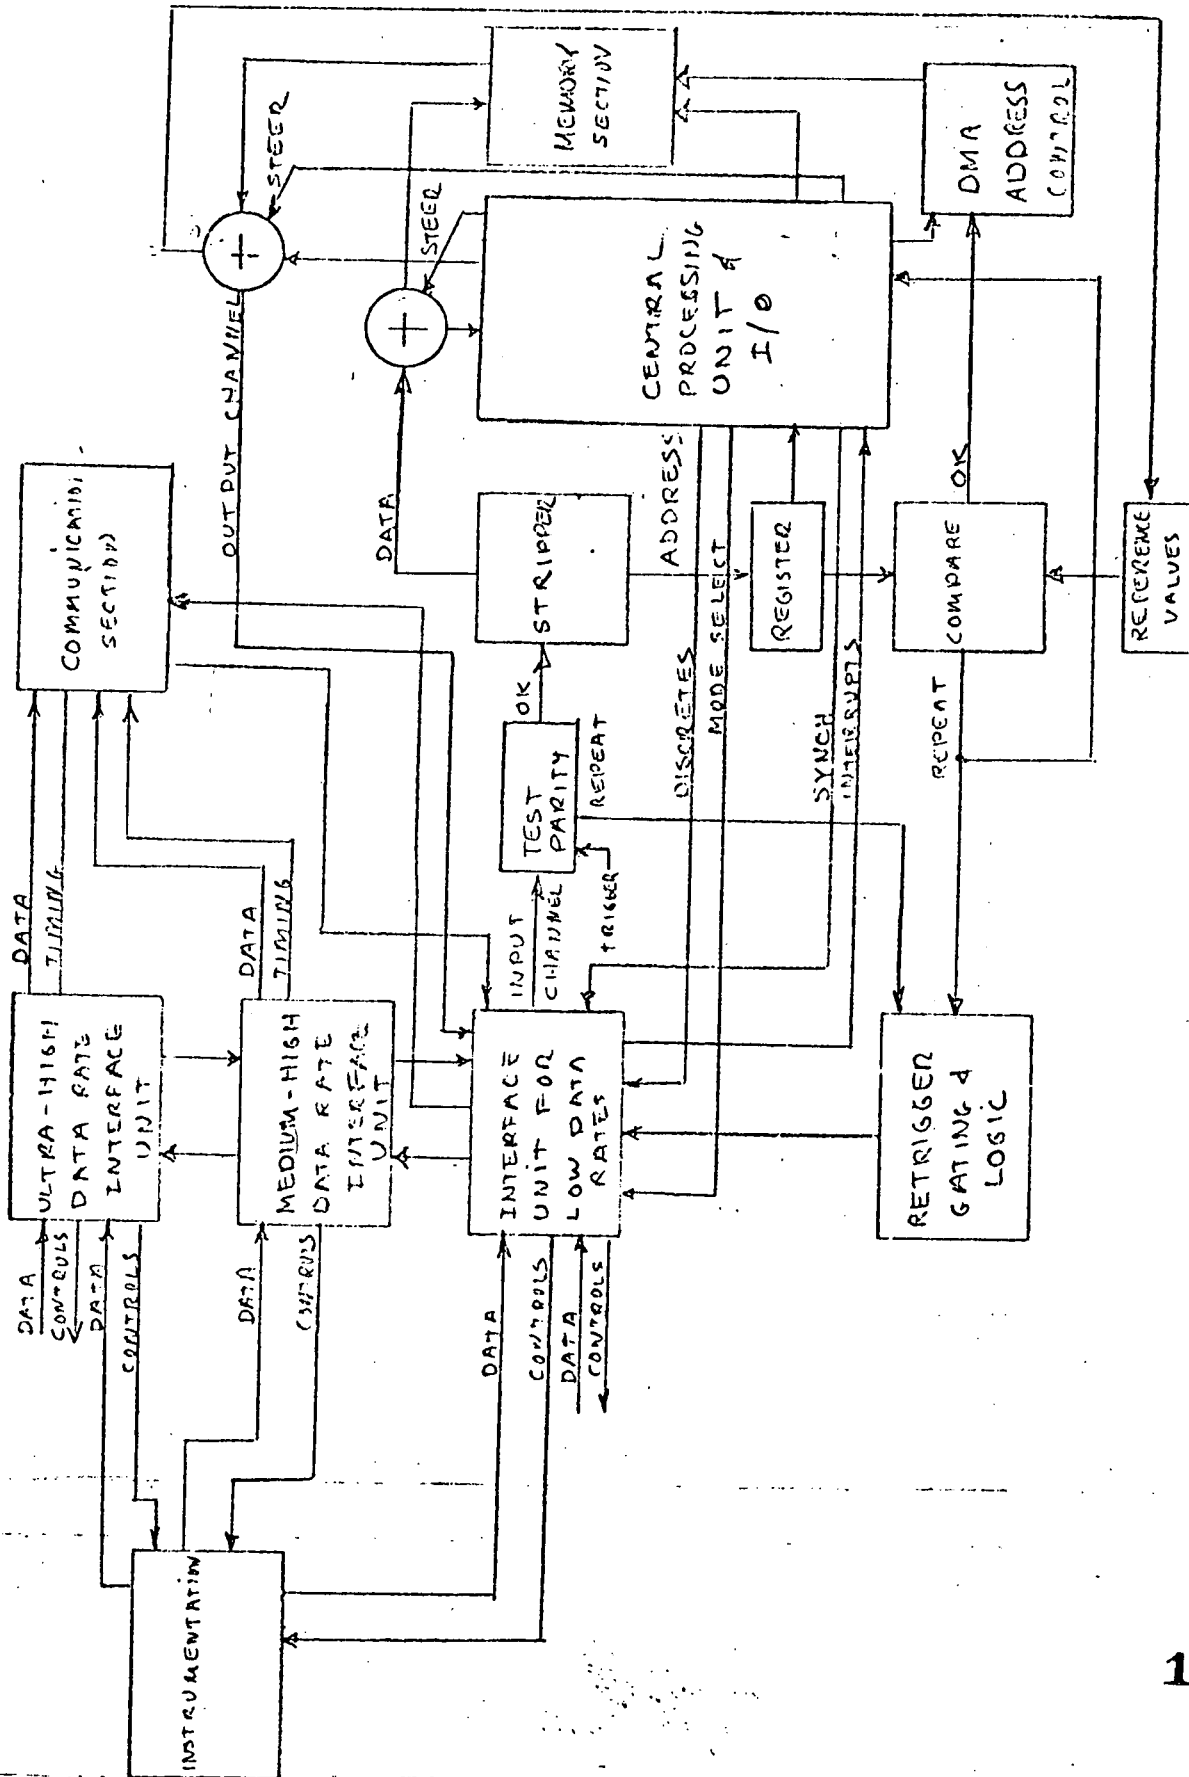 INSTRUMENTATION
DATA
CONTROLS
DATA
CONTROLS
ULTRA-HIGH
DATA RATE
INTERFACE
UNIT
DATA
TIMING
DATA
CONTROLS
MEDIUM-HIGH
DATA RATE
INTERFACE
UNIT
DATA
TIMING
COMMUNICATION
SECTION
DATA
CONTROLS
DATA
CONTROLS
INTERFACE
UNIT FOR
LOW DATA
RATES
INPUT
CHANNEL
TRIGGER
TEST
PARITY
REPEAT
OK
STRIPPER
DATA
OUTPUT CHANNEL
+
STEER
+
STEER
MEMORY
SECTION
CENTRAL
PROCESSING
UNIT &
I/O
DISCRETES
ADDRESS
MODE SELECT
REGISTER
SYNCH
INTERRUPTS
RETRIGGER
GATING &
LOGIC
REPEAT
COMPARE
OK
DMA
ADDRESS
CONTROL
REFERENCE
VALUES
1